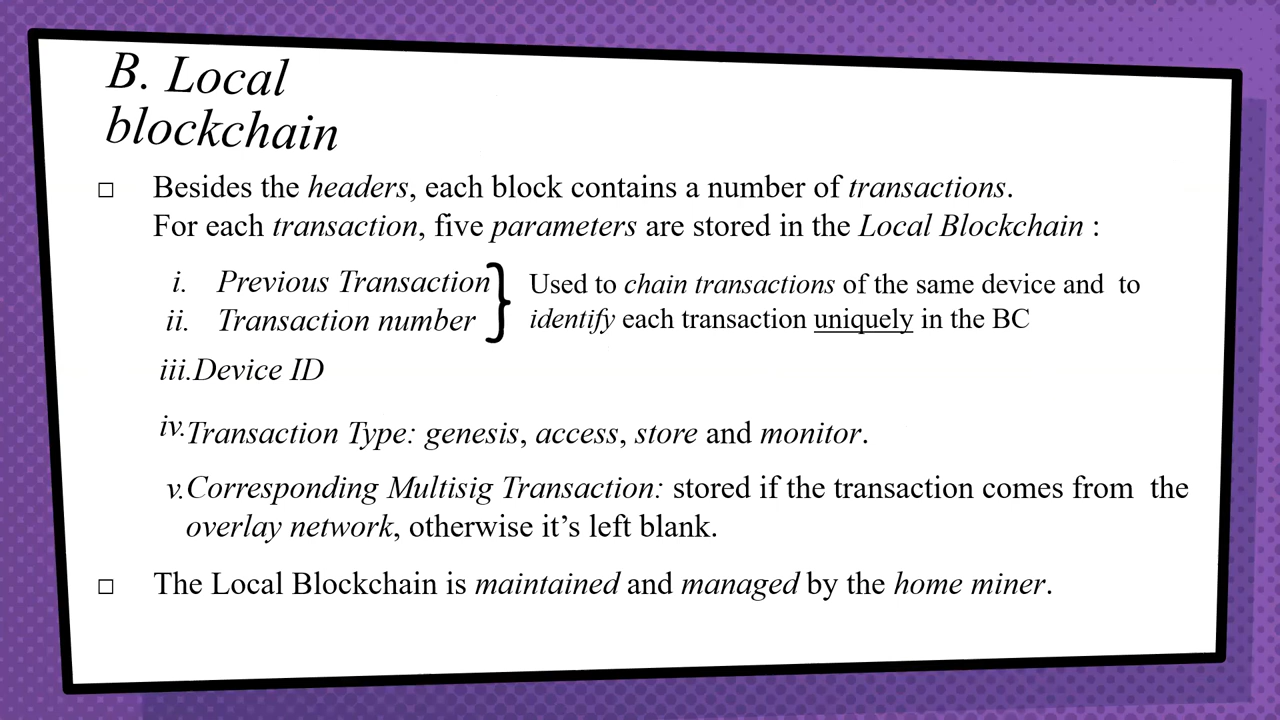 B. Local
blockchain
□ Besides the headers, each block contains a number of transactions.
For each transaction, five parameters are stored in the Local Blockchain :
i. Previous Transaction
ii. Transaction number
Used to chain transactions of the same device and to
identify each transaction uniquely in the BC
iii.Device ID
iv.Transaction Type: genesis, access, store and monitor.
v.Corresponding Multisig Transaction: stored if the transaction comes from the
overlay network, otherwise it’s left blank.
□ The Local Blockchain is maintained and managed by the home miner.